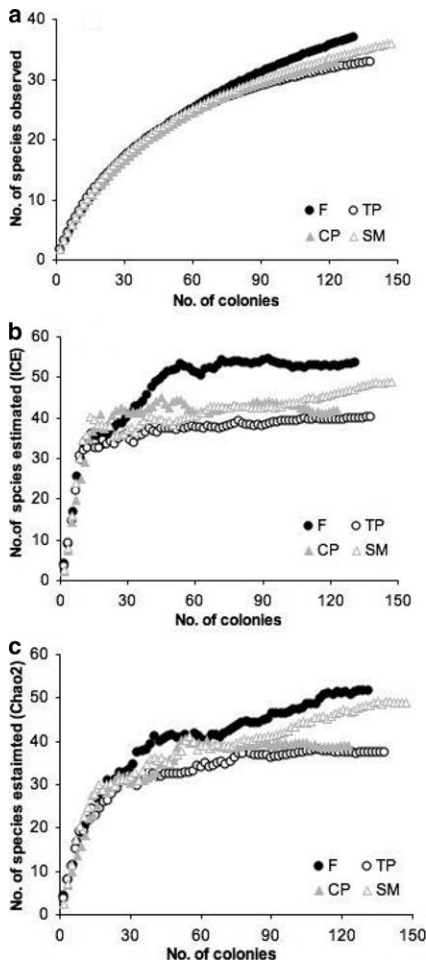 a
40
30
20
10
0
No. of species observed
F TP
CP SM
0 30 60 90 120 150
No. of colonies
b
60
50
40
30
20
10
0
No.of spcies estimated (ICE)
F TP
CP SM
0 30 60 90 120 150
No. of colonies
c
60
50
40
30
20
10
0
No. of species estaimted (Chao2)
F TP
CP SM
0 30 60 90 120 150
No. of colonies